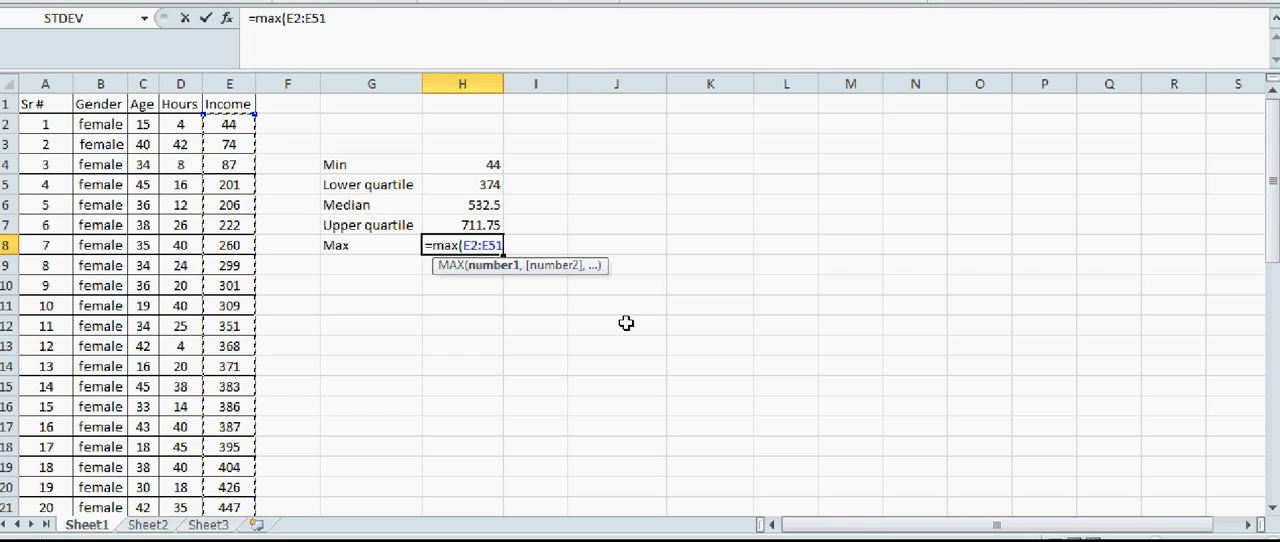 STDEV =max(E2:E51
A B C D E F G H I J K L M N O P Q R S
1 Sr # Gender Age Hours Income
2 1 female 15 4 44
3 2 female 40 42 74
4 3 female 34 8 87 Min 44
5 4 female 45 16 201 Lower quartile 374
6 5 female 36 12 206 Median 532.5
7 6 female 38 26 222 Upper quartile 711.75
8 7 female 35 40 260 Max =max(E2:E51
9 8 female 34 24 299 MAX(number1, [number2], ...)
10 9 female 36 20 301
11 10 female 19 40 309
12 11 female 34 25 351
13 12 female 42 4 368
14 13 female 16 20 371
15 14 female 45 38 383
16 15 female 33 14 386
17 16 female 43 40 387
18 17 female 18 45 395
19 18 female 38 40 404
20 19 female 30 18 426
21 20 female 42 35 447
Sheet1 Sheet2 Sheet3